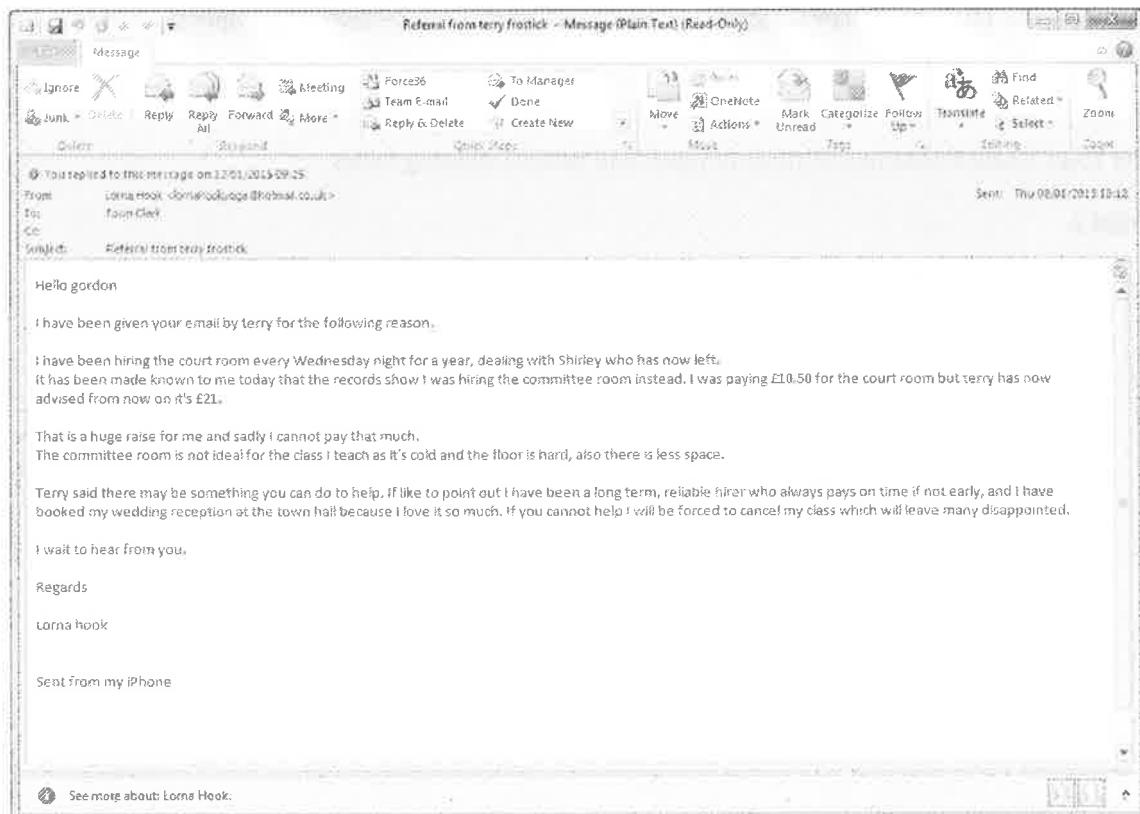 Referral from terry frostick - Message (Plain Text) (Read-Only)
Message
Ignore
Junk
Delete
Reply
Reply All
Forward
Meeting
More
Force36
Team E-mail
Reply & Delete
To Manager
Done
Create New
Move
OneNote
Actions
Mark Unread
Categorize
Follow Up
Translate
Find
Related
Select
Zoom
Delete
Respond
Quick Steps
Move
Tags
Editing
Zoom
You replied to this message on 12/01/2015 09:25.
From: Lorna Hook
Sent: Thu
To: Town Clerk
Cc:
Subject: Referral from terry frostick
Hello gordon
I have been given your email by terry for the following reason.
I have been hiring the court room every Wednesday night for a year, dealing with Shirley who has now left.
It has been made known to me today that the records show I was hiring the committee room instead. I was paying £10.50 for the court room but terry has now
advised from now on it's £21.
That is a huge raise for me and sadly I cannot pay that much.
The committee room is not ideal for the class I teach as it's cold and the floor is hard, also there is less space.
Terry said there may be something you can do to help. If like to point out I have been a long term, reliable hirer who always pays on time if not early, and I have
booked my wedding reception at the town hall because I love it so much. If you cannot help I will be forced to cancel my class which will leave many disappointed.
I wait to hear from you.
Regards
Lorna hook
Sent from my iPhone
See more about: Lorna Hook.